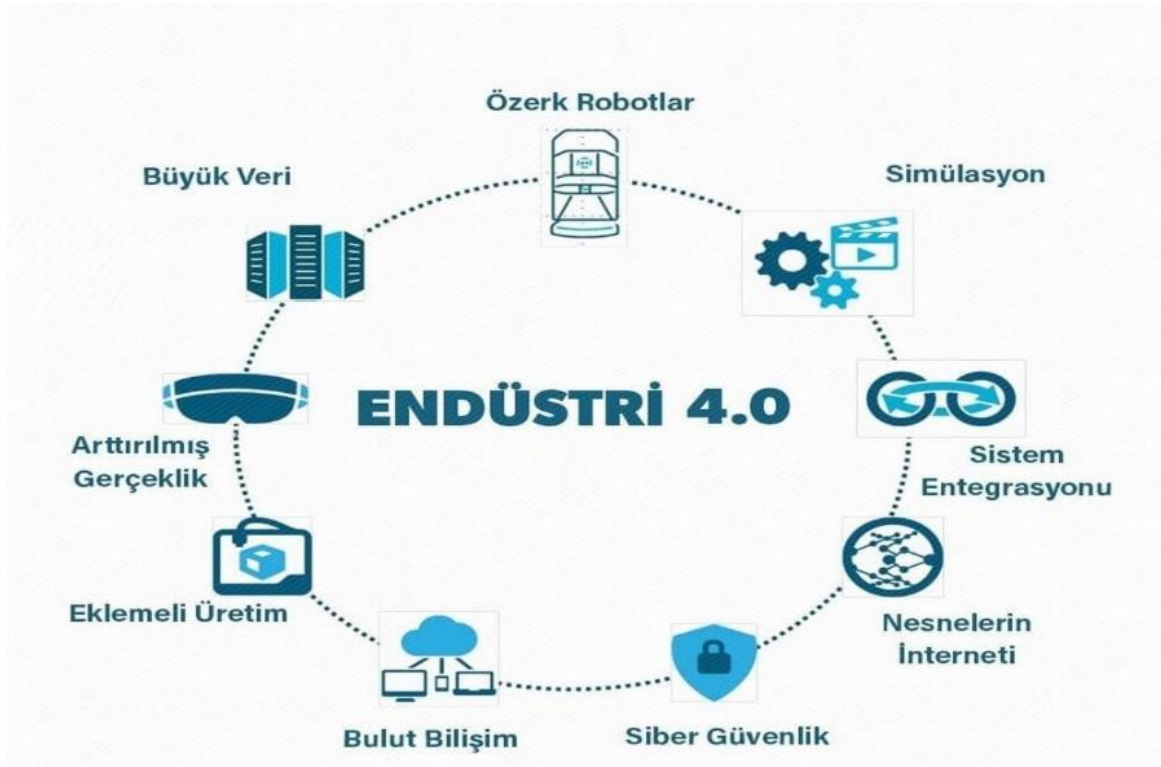 Özerk Robotlar
Büyük Veri
Simülasyon
ENDÜSTRİ 4.0
Arttırılmış
Gerçeklik
Sistem
Entegrasyonu
Eklemeli Üretim
Nesnelerin
İnterneti
Bulut Bilişim
Siber Güvenlik